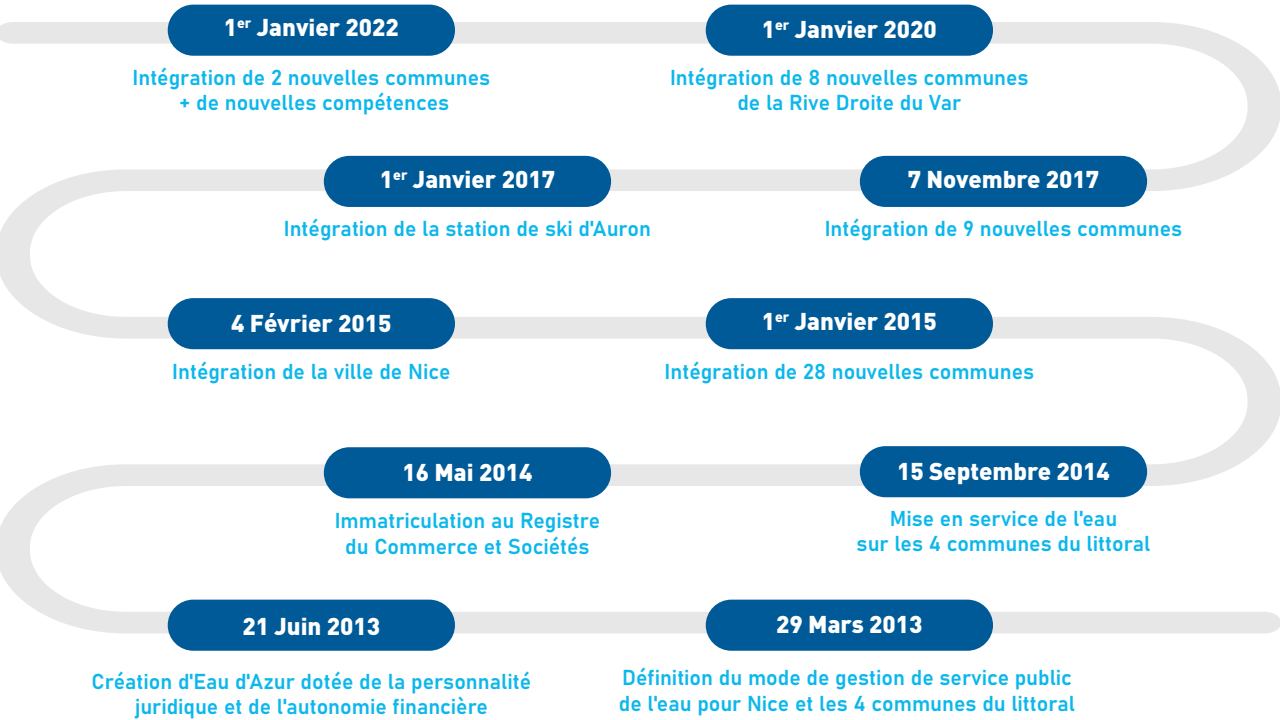 1er Janvier 2022
Intégration de 2 nouvelles communes
+ de nouvelles compétences
1er Janvier 2020
Intégration de 8 nouvelles communes
de la Rive Droite du Var
1er Janvier 2017
Intégration de la station de ski d'Auron
7 Novembre 2017
Intégration de 9 nouvelles communes
4 Février 2015
Intégration de la ville de Nice
1er Janvier 2015
Intégration de 28 nouvelles communes
16 Mai 2014
Immatriculation au Registre
du Commerce et Sociétés
15 Septembre 2014
Mise en service de l'eau
sur les 4 communes du littoral
21 Juin 2013
Création d'Eau d'Azur dotée de la personnalité
juridique et de l'autonomie financière
29 Mars 2013
Définition du mode de gestion de service public
de l'eau pour Nice et les 4 communes du littoral